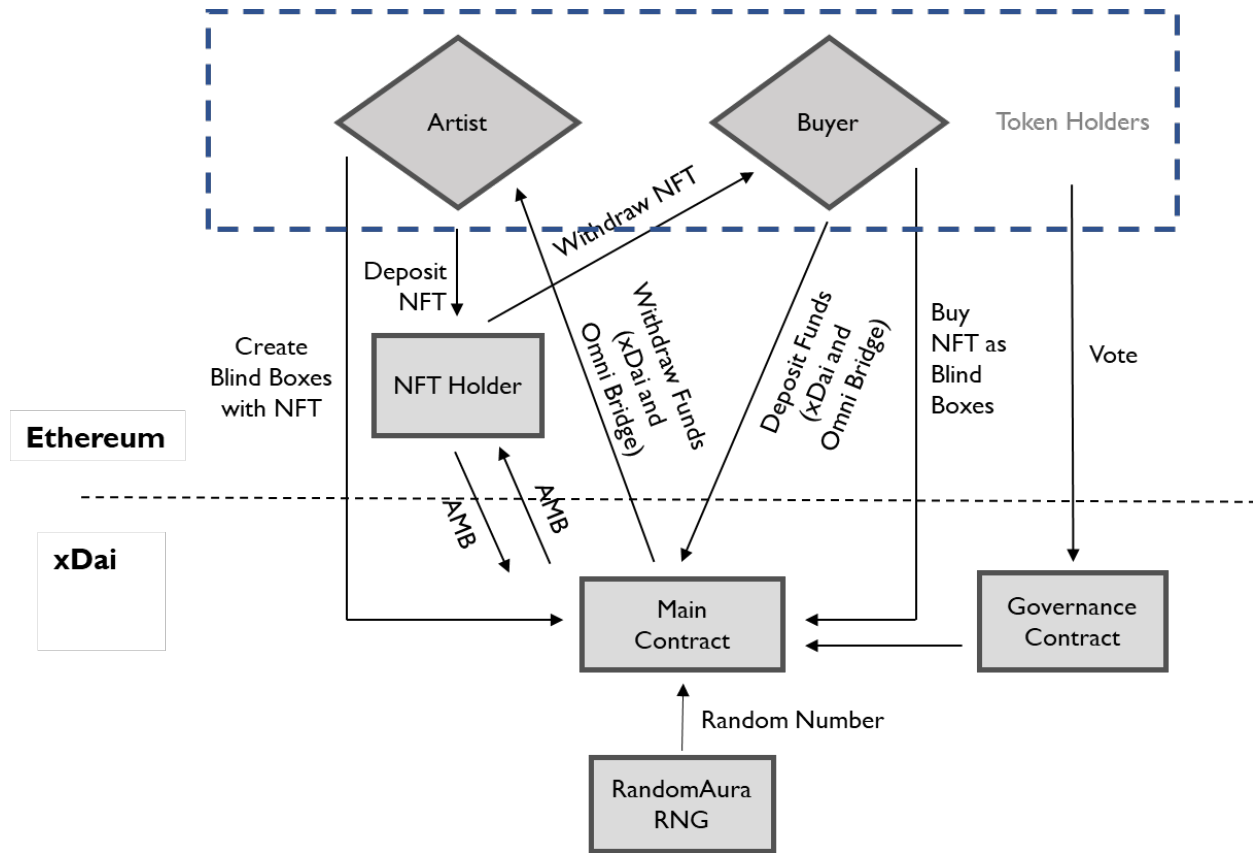 Artist
Buyer
Token Holders
Withdraw NFT
Deposit
NFT
Create
Blind Boxes
with NFT
NFT Holder
Withdraw Funds
(xDai and
Omni Bridge)
Deposit Funds
(xDai and
Omni Bridge)
Buy
NFT as
Blind
Boxes
Vote
Ethereum
AMB
AMB
xDai
Main
Contract
Governance
Contract
Random Number
RandomAura
RNG